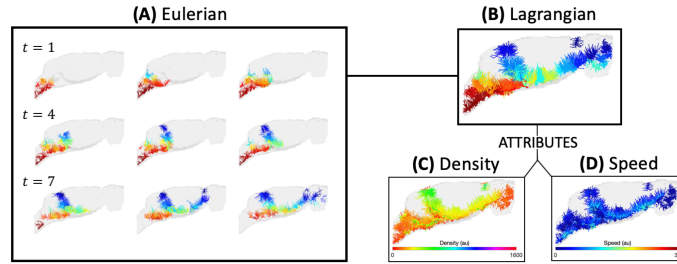 (A) Eulerian
(B) Lagrangian
t = 1
t = 4
t = 7
ATTRIBUTES
(C) Density
(D) Speed
Density (au)
0 1600
Speed (au)
0